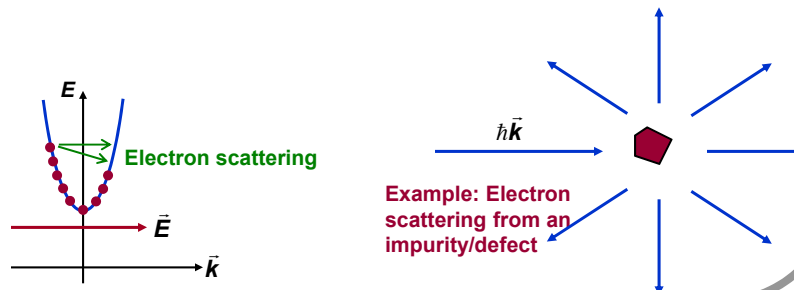 E
Electron scattering
E⃗
k⃗
ħk⃗
Example: Electron
scattering from an
impurity/defect